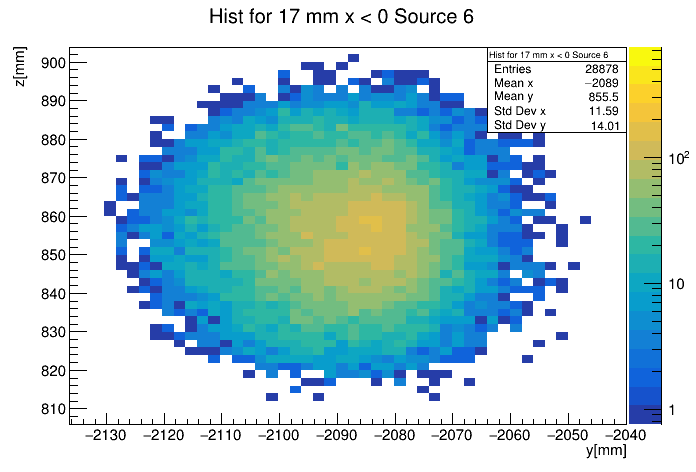 Hist for 17 mm x < 0 Source 6
z[mm]
900
890
880
870
860
850
840
830
820
810
−2130 −2120 −2110 −2100 −2090 −2080 −2070 −2060 −2050 −2040
y[mm]
Hist for 17 mm x < 0 Source 6
Entries 28878
Mean x −2089
Mean y 855.5
Std Dev x 11.59
Std Dev y 14.01
10²
10
1